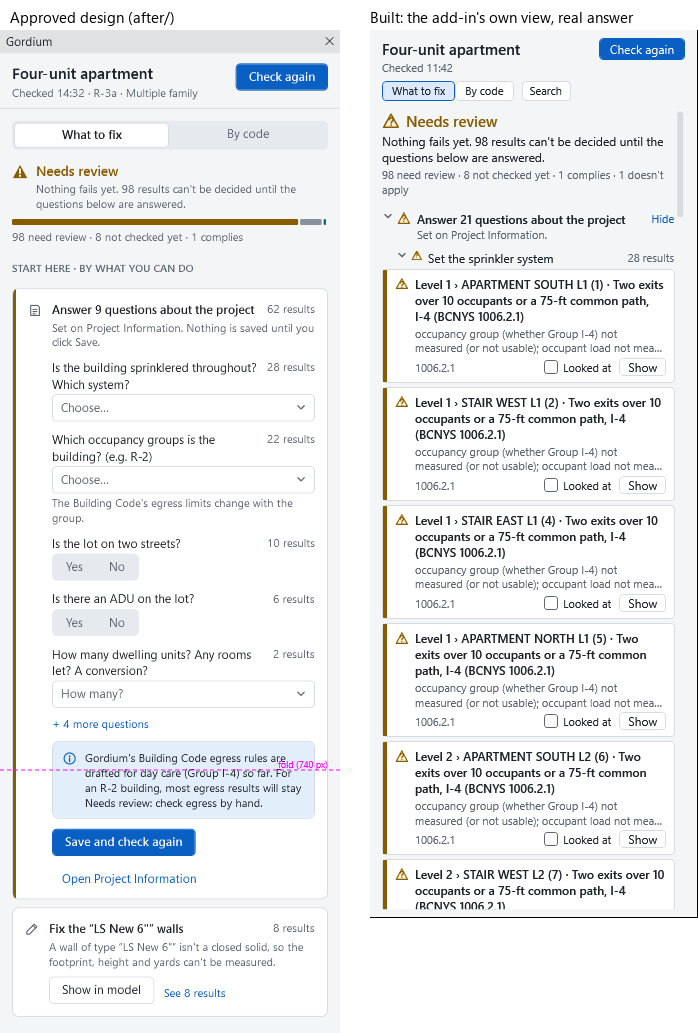 Approved design (after/)
Gordium
Four-unit apartment
Check again
Checked 14:32 · R-3a · Multiple family
What to fix
By code
Needs review
Nothing fails yet. 98 results can't be decided until the
questions below are answered.
98 need review · 8 not checked yet · 1 complies
START HERE · BY WHAT YOU CAN DO
Answer 9 questions about the project
62 results
Set on Project Information. Nothing is saved until you
click Save.
Is the building sprinklered throughout?
28 results
Which system?
Choose...
Which occupancy groups is the
22 results
building? (e.g. R-2)
Choose...
The Building Code's egress limits change with the
group.
Is the lot on two streets?
10 results
Yes
No
Is there an ADU on the lot?
6 results
Yes
No
How many dwelling units? Any rooms
2 results
let? A conversion?
How many?
+ 4 more questions
Gordium's Building Code egress rules are
fold (740 px)
drafted for day care (Group I-4) so far. For
an R-2 building, most egress results will stay
Needs review: check egress by hand.
Save and check again
Open Project Information
Fix the “LS New 6"” walls
8 results
A wall of type “LS New 6"” isn't a closed solid, so the
footprint, height and yards can't be measured.
Show in model
See 8 results
Built: the add-in's own view, real answer
Four-unit apartment
Check again
Checked 11:42
What to fix
By code
Search
Needs review
Nothing fails yet. 98 results can't be decided until the
questions below are answered.
98 need review · 8 not checked yet · 1 complies · 1 doesn't
apply
Answer 21 questions about the project
Hide
Set on Project Information.
Set the sprinkler system
28 results
Level 1 › APARTMENT SOUTH L1 (1) · Two exits
over 10 occupants or a 75-ft common path,
I-4 (BCNYS 1006.2.1)
occupancy group (whether Group I-4) not
measured (or not usable); occupant load not mea...
1006.2.1
Looked at
Show
Level 1 › STAIR WEST L1 (2) · Two exits over 10
occupants or a 75-ft common path, I-4
(BCNYS 1006.2.1)
occupancy group (whether Group I-4) not
measured (or not usable); occupant load not mea...
1006.2.1
Looked at
Show
Level 1 › STAIR EAST L1 (4) · Two exits over 10
occupants or a 75-ft common path, I-4
(BCNYS 1006.2.1)
occupancy group (whether Group I-4) not
measured (or not usable); occupant load not mea...
1006.2.1
Looked at
Show
Level 1 › APARTMENT NORTH L1 (5) · Two
exits over 10 occupants or a 75-ft common
path, I-4 (BCNYS 1006.2.1)
occupancy group (whether Group I-4) not
measured (or not usable); occupant load not mea...
1006.2.1
Looked at
Show
Level 2 › APARTMENT SOUTH L2 (6) · Two
exits over 10 occupants or a 75-ft common
path, I-4 (BCNYS 1006.2.1)
occupancy group (whether Group I-4) not
measured (or not usable); occupant load not mea...
1006.2.1
Looked at
Show
Level 2 › STAIR WEST L2 (7) · Two exits over 10
occupants or a 75-ft common path, I-4
(BCNYS 1006.2.1)